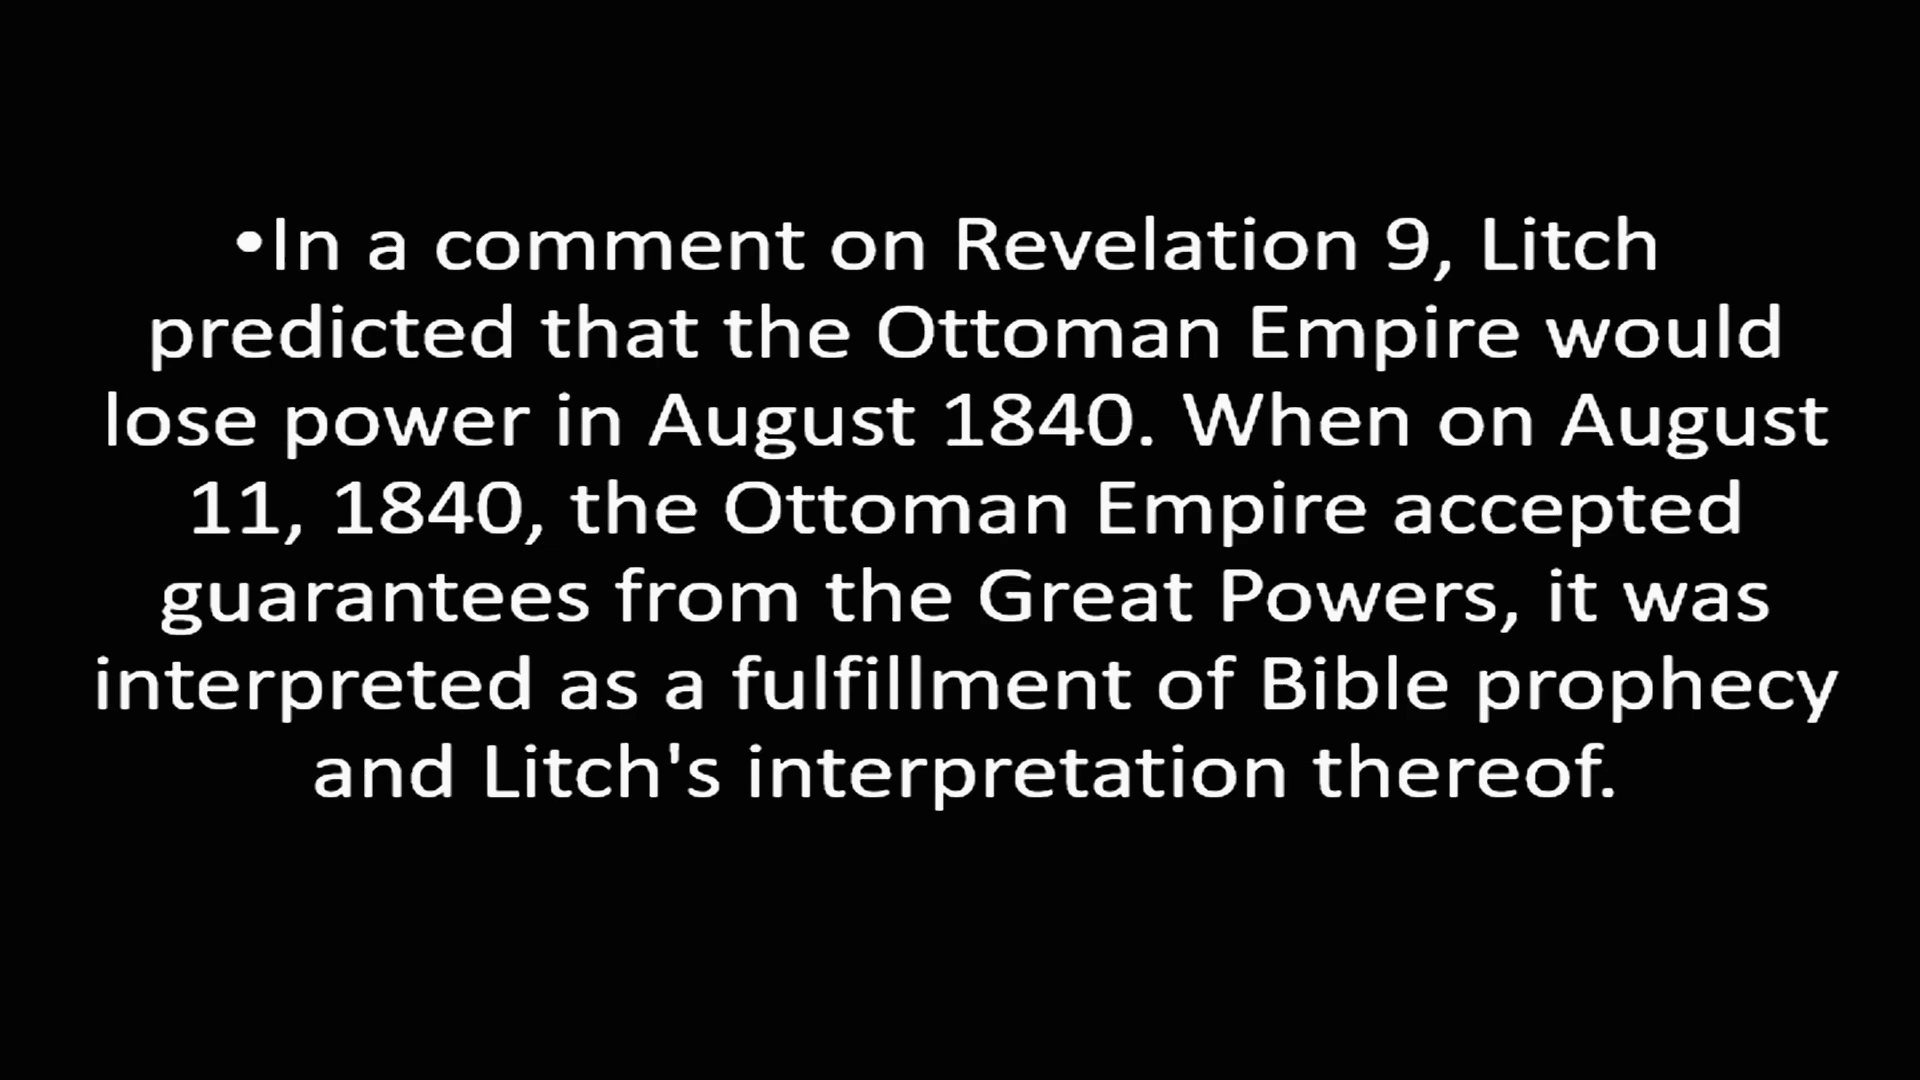 •In a comment on Revelation 9, Litch
predicted that the Ottoman Empire would
lose power in August 1840. When on August
11, 1840, the Ottoman Empire accepted
guarantees from the Great Powers, it was
interpreted as a fulfillment of Bible prophecy
and Litch's interpretation thereof.